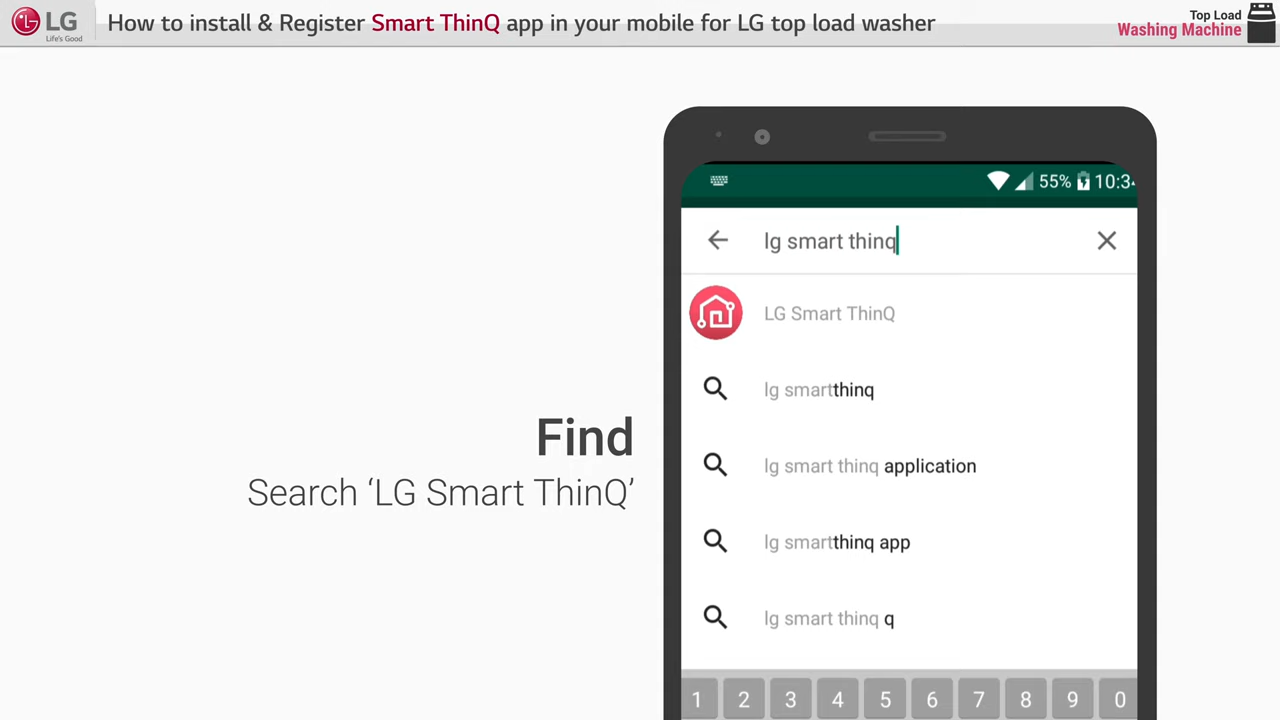 LG
Life's Good
How to install & Register Smart ThinQ app in your mobile for LG top load washer
Top Load
Washing Machine
55% 10:3
lg smart thinq
LG Smart ThinQ
lg smartthinq
lg smart thinq application
lg smartthinq app
lg smart thinq q
Find
Search ‘LG Smart ThinQ’
1 2 3 4 5 6 7 8 9 0